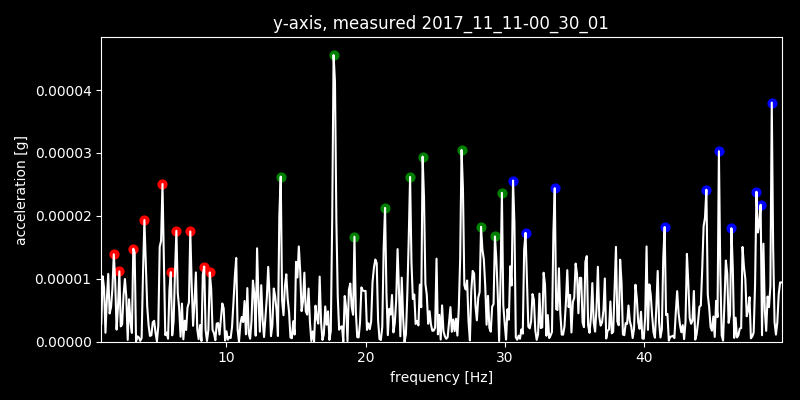 y-axis, measured 2017_11_11-00_30_01
acceleration [g]
0.00004
0.00003
0.00002
0.00001
0.00000
10 20 30 40
frequency [Hz]